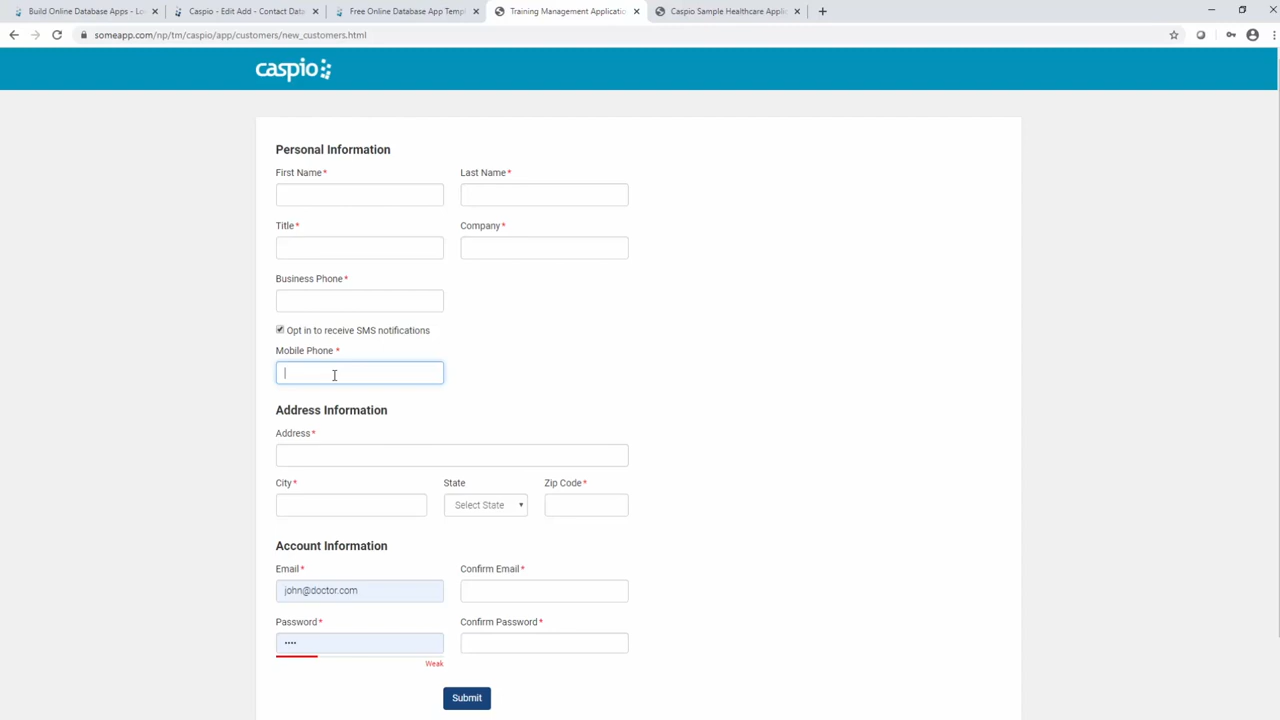 Build Online Database Apps - Lo
Caspio - Edit Add - Contact Data
Free Online Database App Templ
Training Management Applicatio
Caspio Sample Healthcare Applic
someapp.com/np/tm/caspio/app/customers/new_customers.html
caspio
Personal Information
First Name* Last Name*
Title* Company*
Business Phone*
Opt in to receive SMS notifications
Mobile Phone *
Address Information
Address*
City* State Zip Code*
Select State
Account Information
Email* Confirm Email*
john@doctor.com
Password* Confirm Password*
••••
Weak
Submit